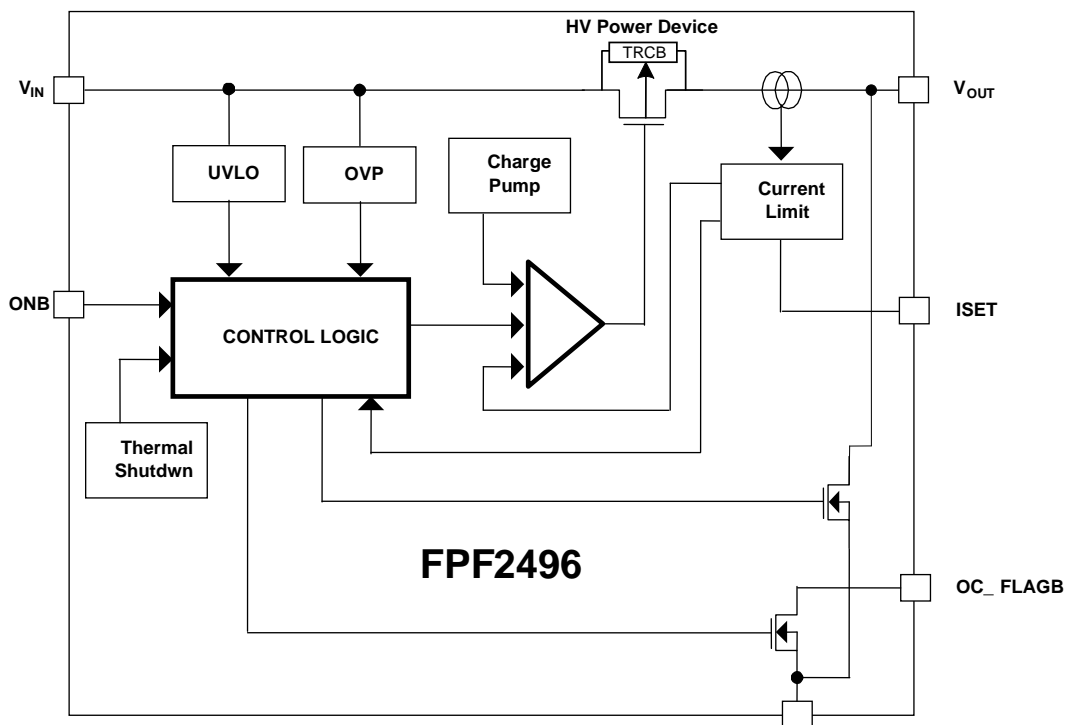 HV Power Device
TRCB
VIN
VOUT
UVLO
OVP
Charge
Pump
Current
Limit
ONB
ISET
CONTROL LOGIC
Thermal
Shutdwn
FPF2496
OC_ FLAGB